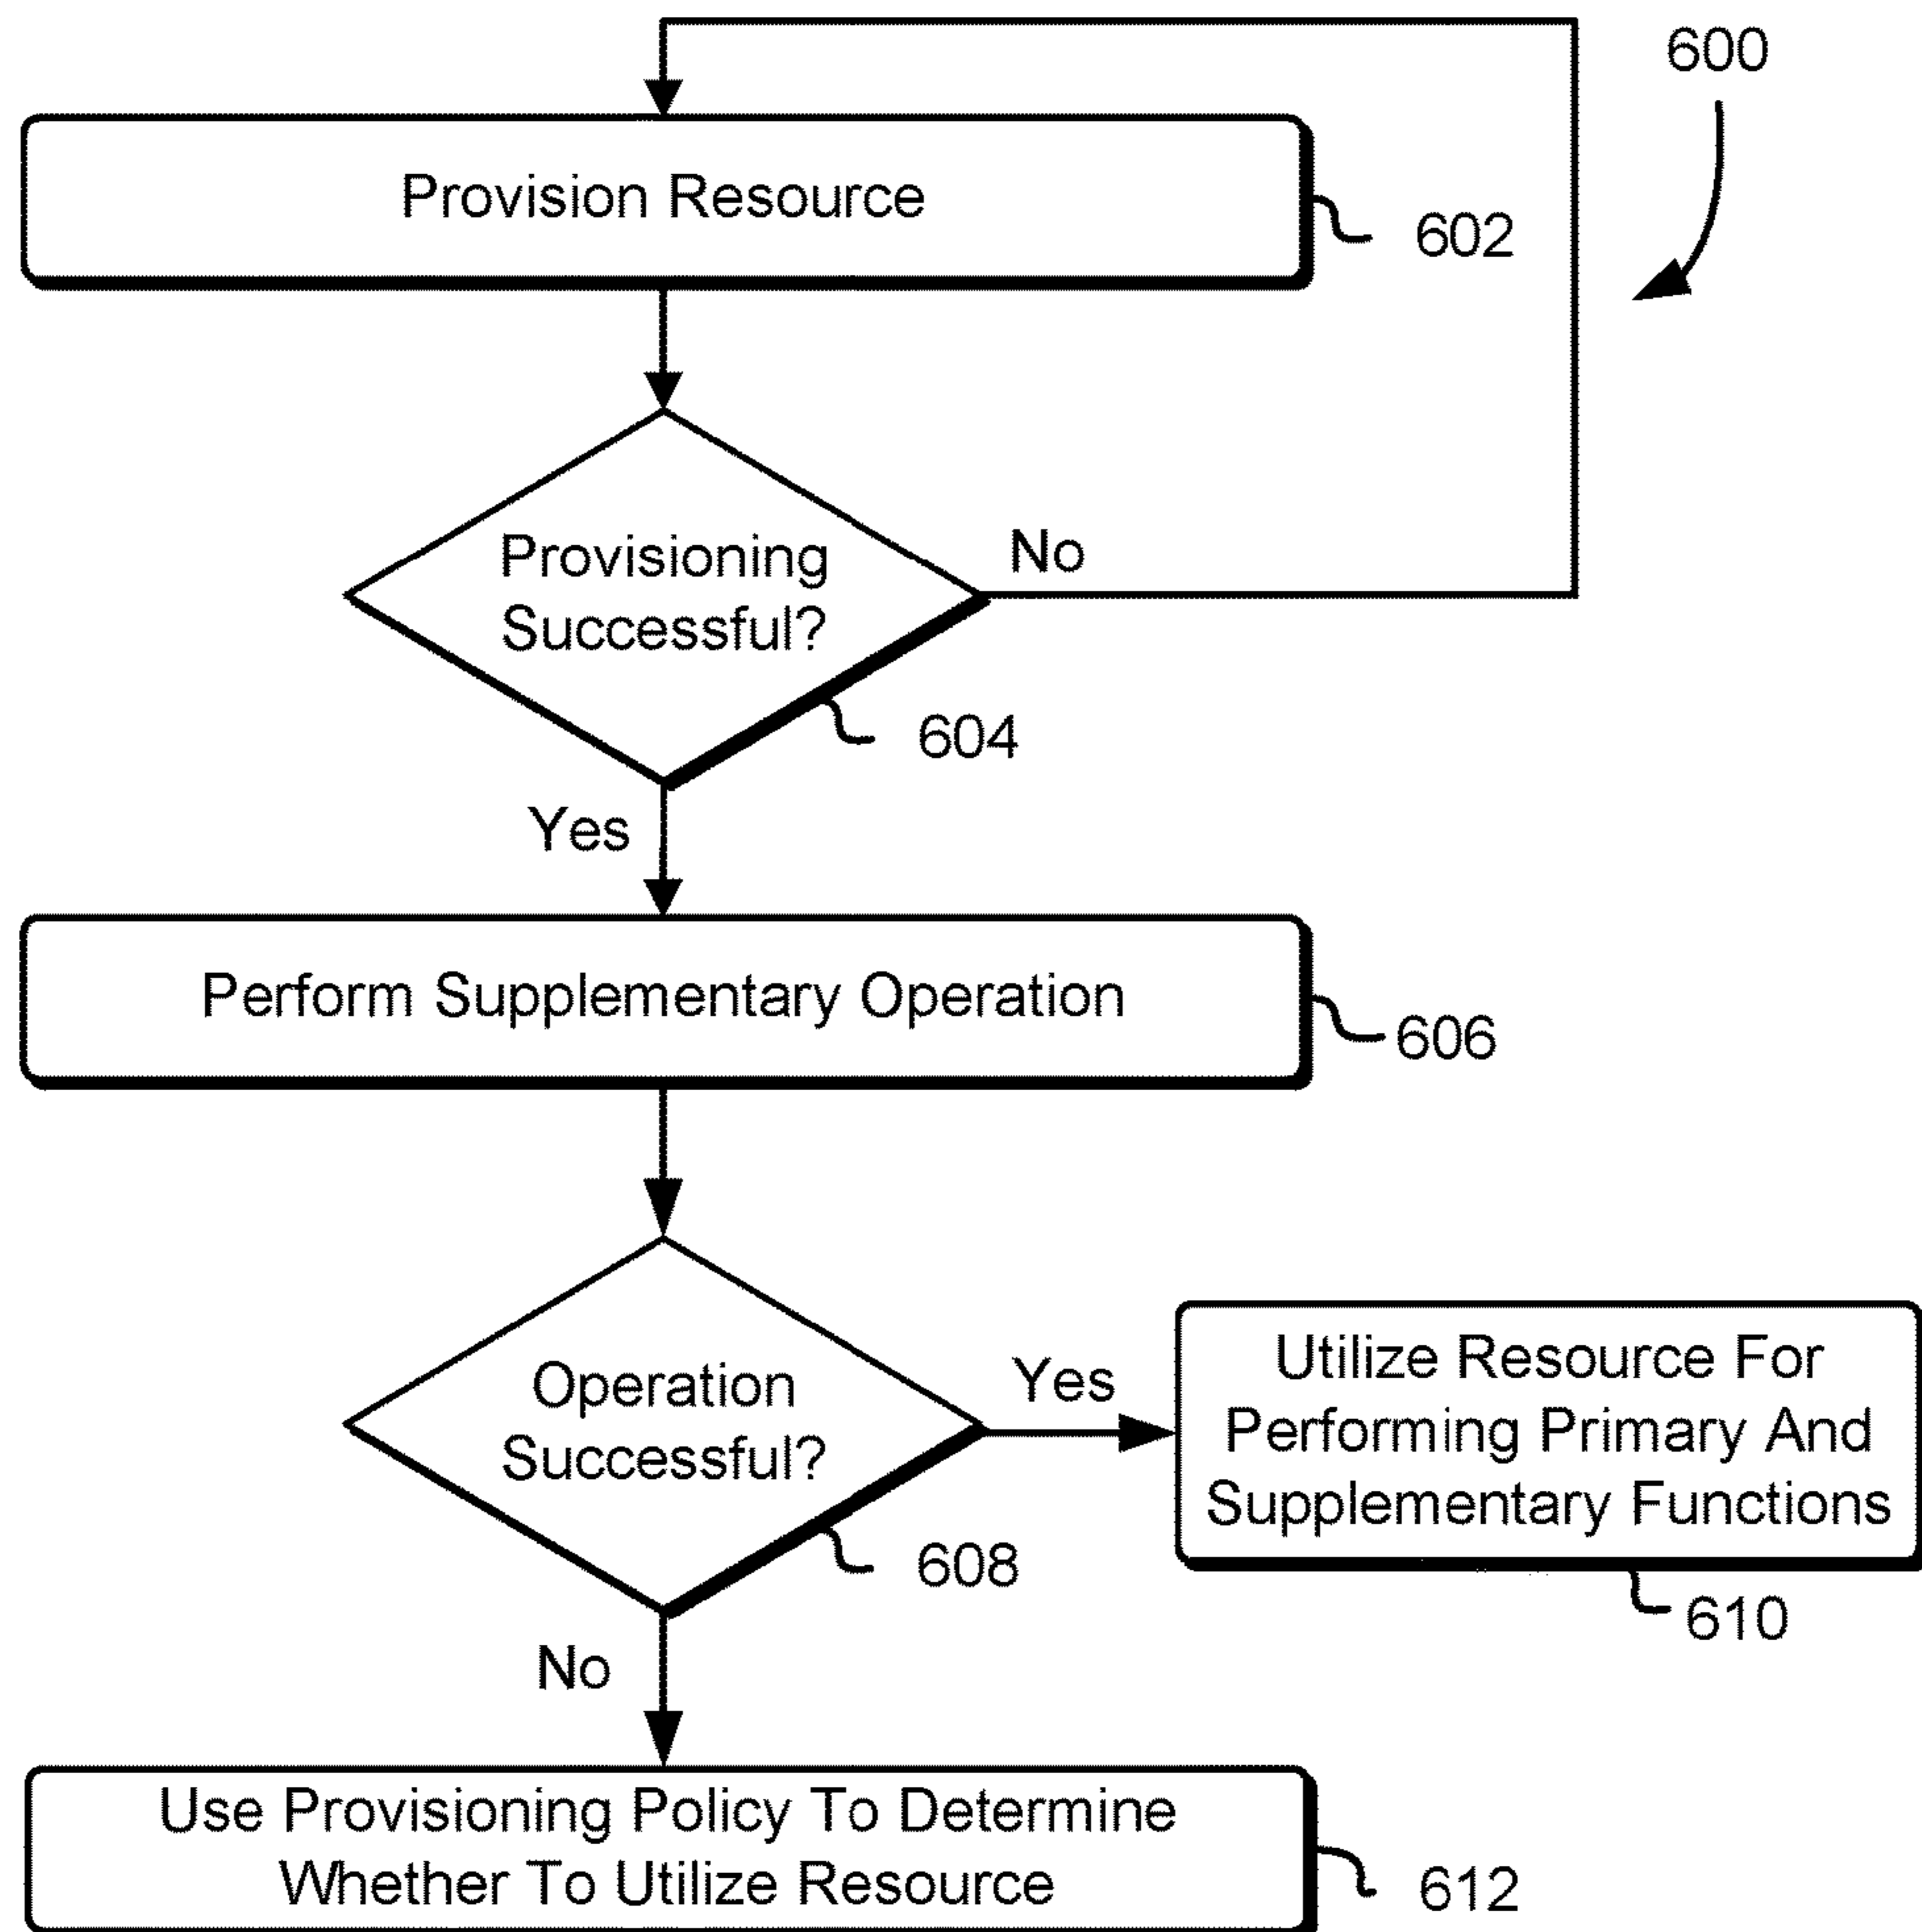 600
Provision Resource
602
Provisioning
Successful?
No
604
Yes
Perform Supplementary Operation
606
Operation
Successful?
Yes
Utilize Resource For
Performing Primary And
Supplementary Functions
608
610
No
Use Provisioning Policy To Determine
Whether To Utilize Resource
612